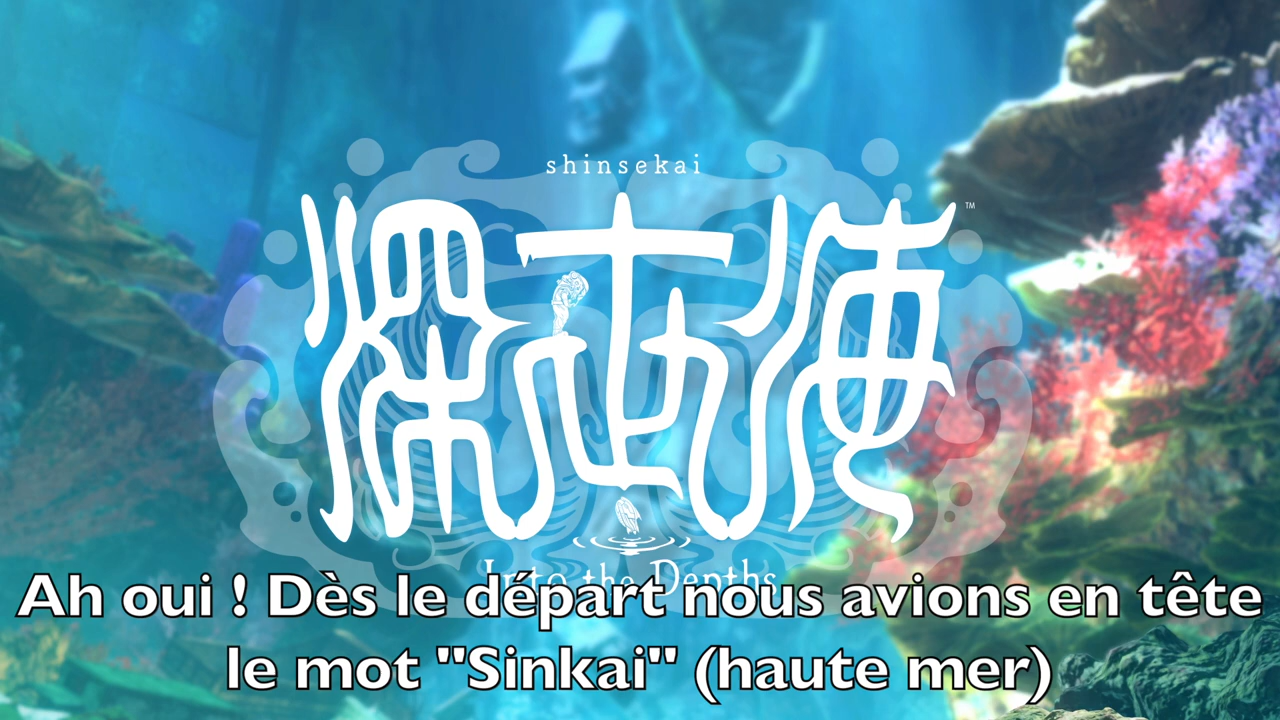 shinsekai
深世海
TM
Into the Depths
Ah oui ! Dès le départ nous avions en tête
le mot "Sinkai" (haute mer)